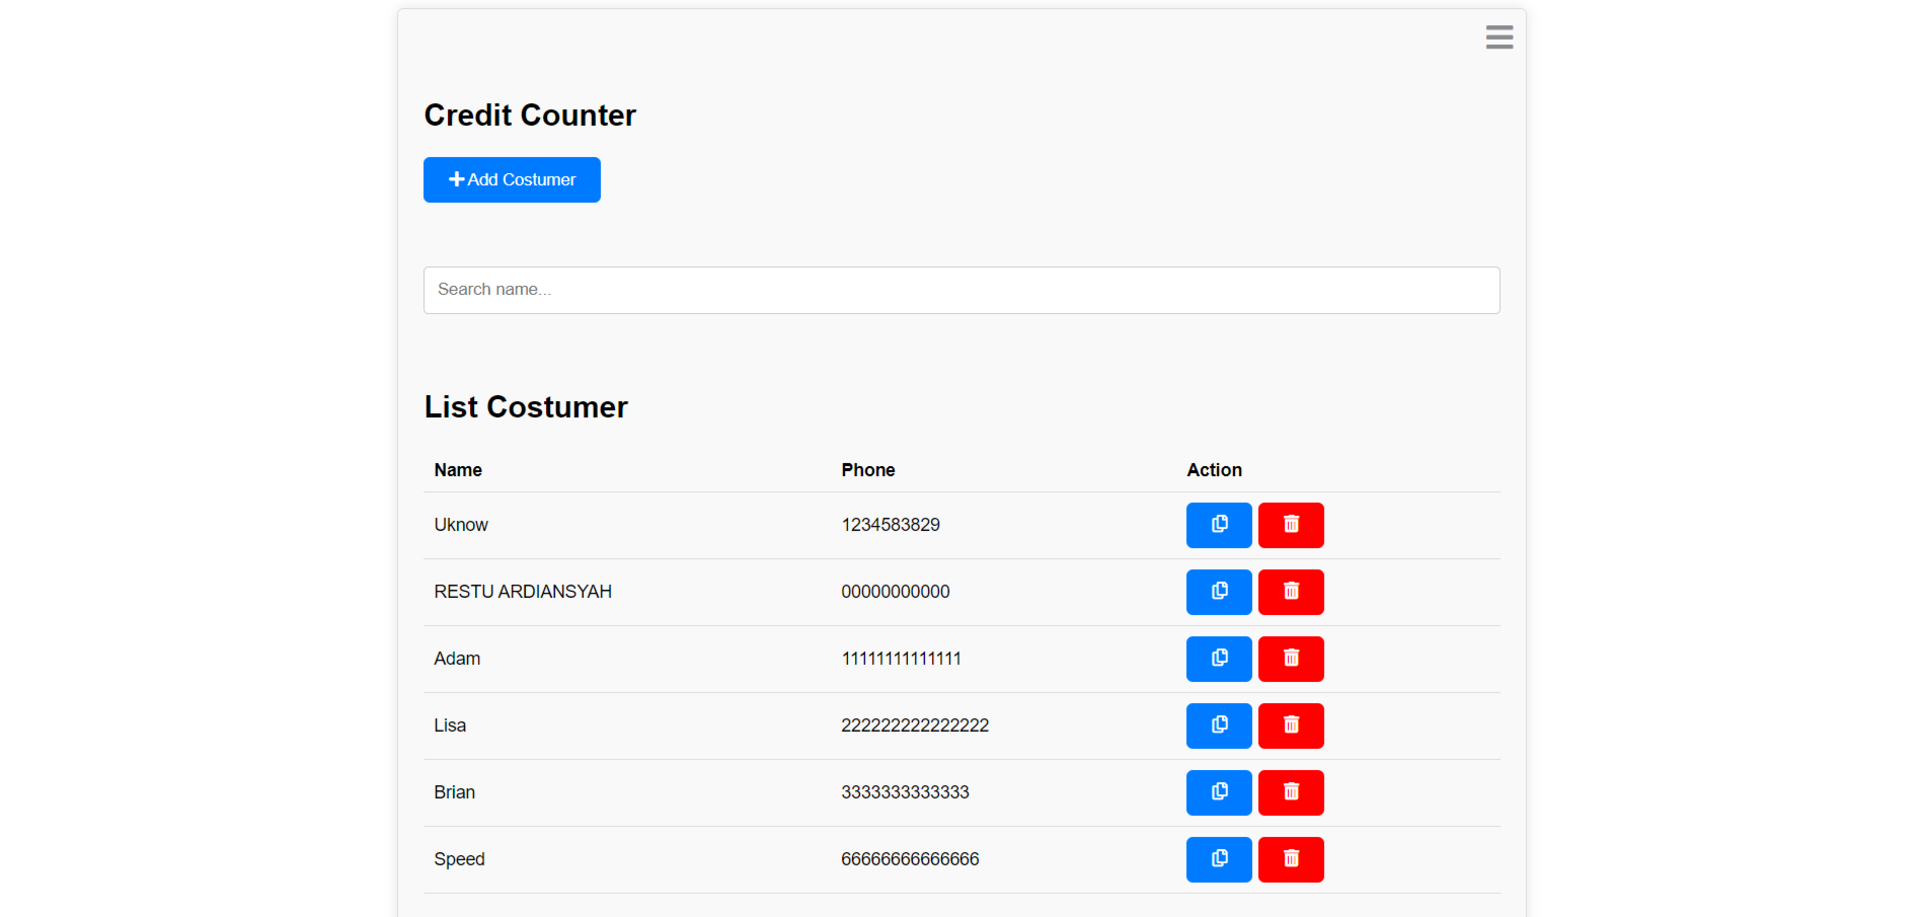 Credit Counter
Add Costumer
Search name...
List Costumer
Name Phone Action
Uknow 1234583829
RESTU ARDIANSYAH 00000000000
Adam 11111111111111
Lisa 222222222222222
Brian 3333333333333
Speed 66666666666666